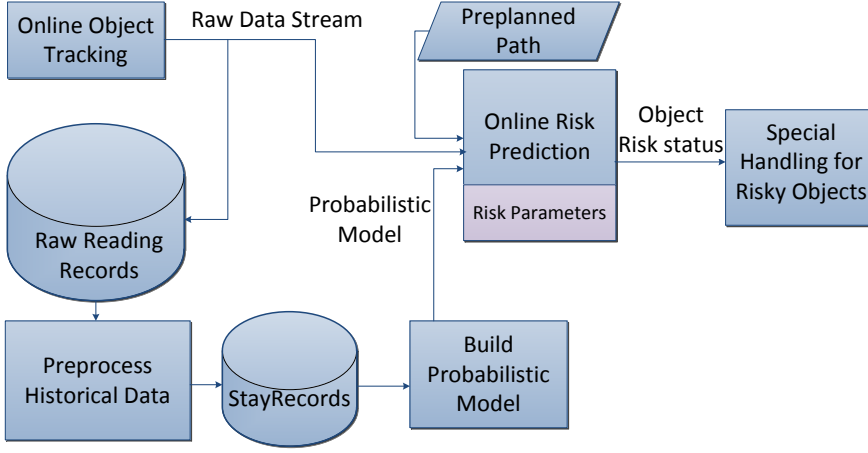 Online Object
Tracking
Raw Data Stream
Preplanned
Path
Online Risk
Prediction
Risk Parameters
Object
Risk status
Special
Handling for
Risky Objects
Raw Reading
Records
Probabilistic
Model
Preprocess
Historical Data
StayRecords
Build
Probabilistic
Model